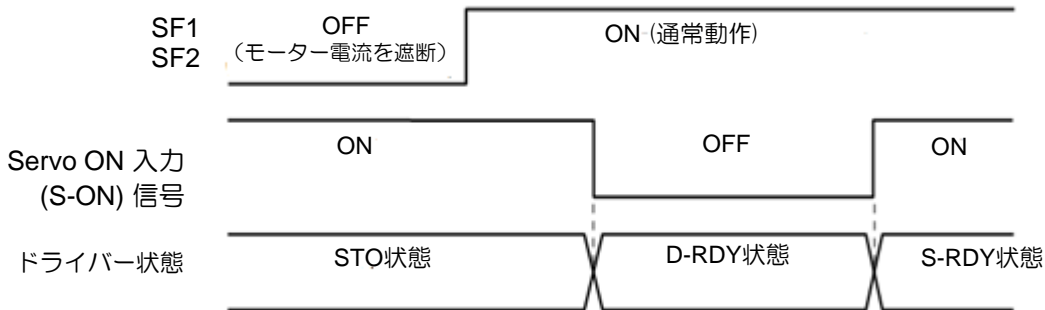 SF1
SF2
OFF
(モーター電流を遮断)
ON (通常動作)
Servo ON 入力
(S-ON) 信号
ON
OFF
ON
ドライバー状態
STO状態
D-RDY状態
S-RDY状態